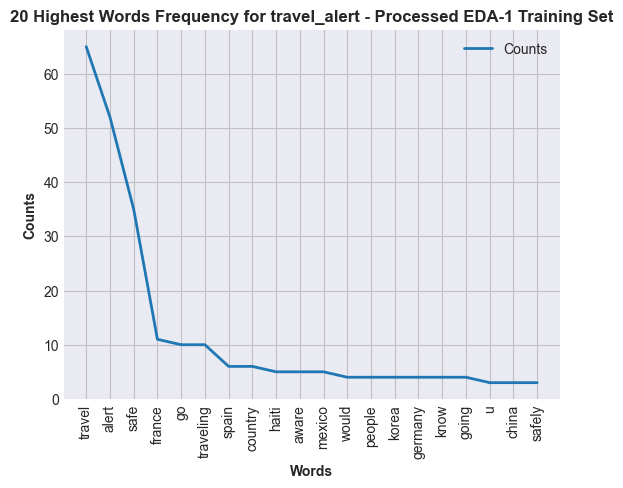 20 Highest Words Frequency for travel_alert - Processed EDA-1 Training Set
Counts
60
50
40
30
20
10
0
Counts
travel
alert
safe
france
go
traveling
spain
country
haiti
aware
mexico
would
people
korea
germany
know
going
u
china
safely
Words